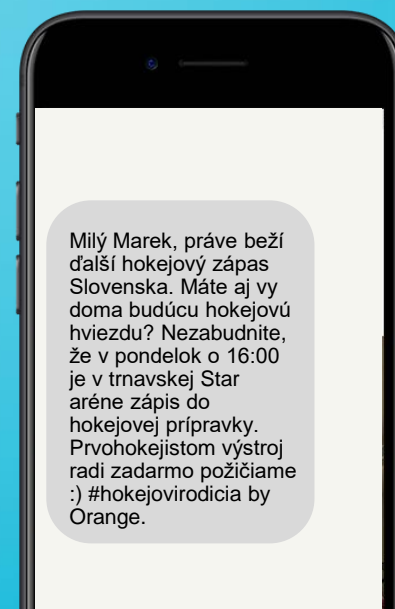 Milý Marek, práve beží
ďalší hokejový zápas
Slovenska. Máte aj vy
doma budúcu hokejovú
hviezdu? Nezabudnite,
že v pondelok o 16:00
je v trnavskej Star
aréne zápis do
hokejovej prípravky.
Prvohokejistom výstroj
radi zadarmo požičiame
:) #hokejovirodicia by
Orange.